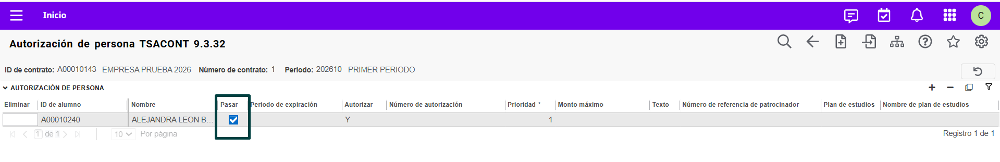 Inicio
C
Autorización de persona TSACONT 9.3.32
ID de contrato: A00010143 EMPRESA PRUEBA 2026 Número de contrato: 1 Periodo: 202610 PRIMER PERIODO
AUTORIZACIÓN DE PERSONA
Eliminar ID de alumno Nombre Pasar Periodo de expiración Autorizar Número de autorización Prioridad * Monto máximo Texto Número de referencia de patrocinador Plan de estudios Nombre de plan de estudios
A00010240 ALEJANDRA LEON B... Y 1
1 de 1 10 Por página Registro 1 de 1